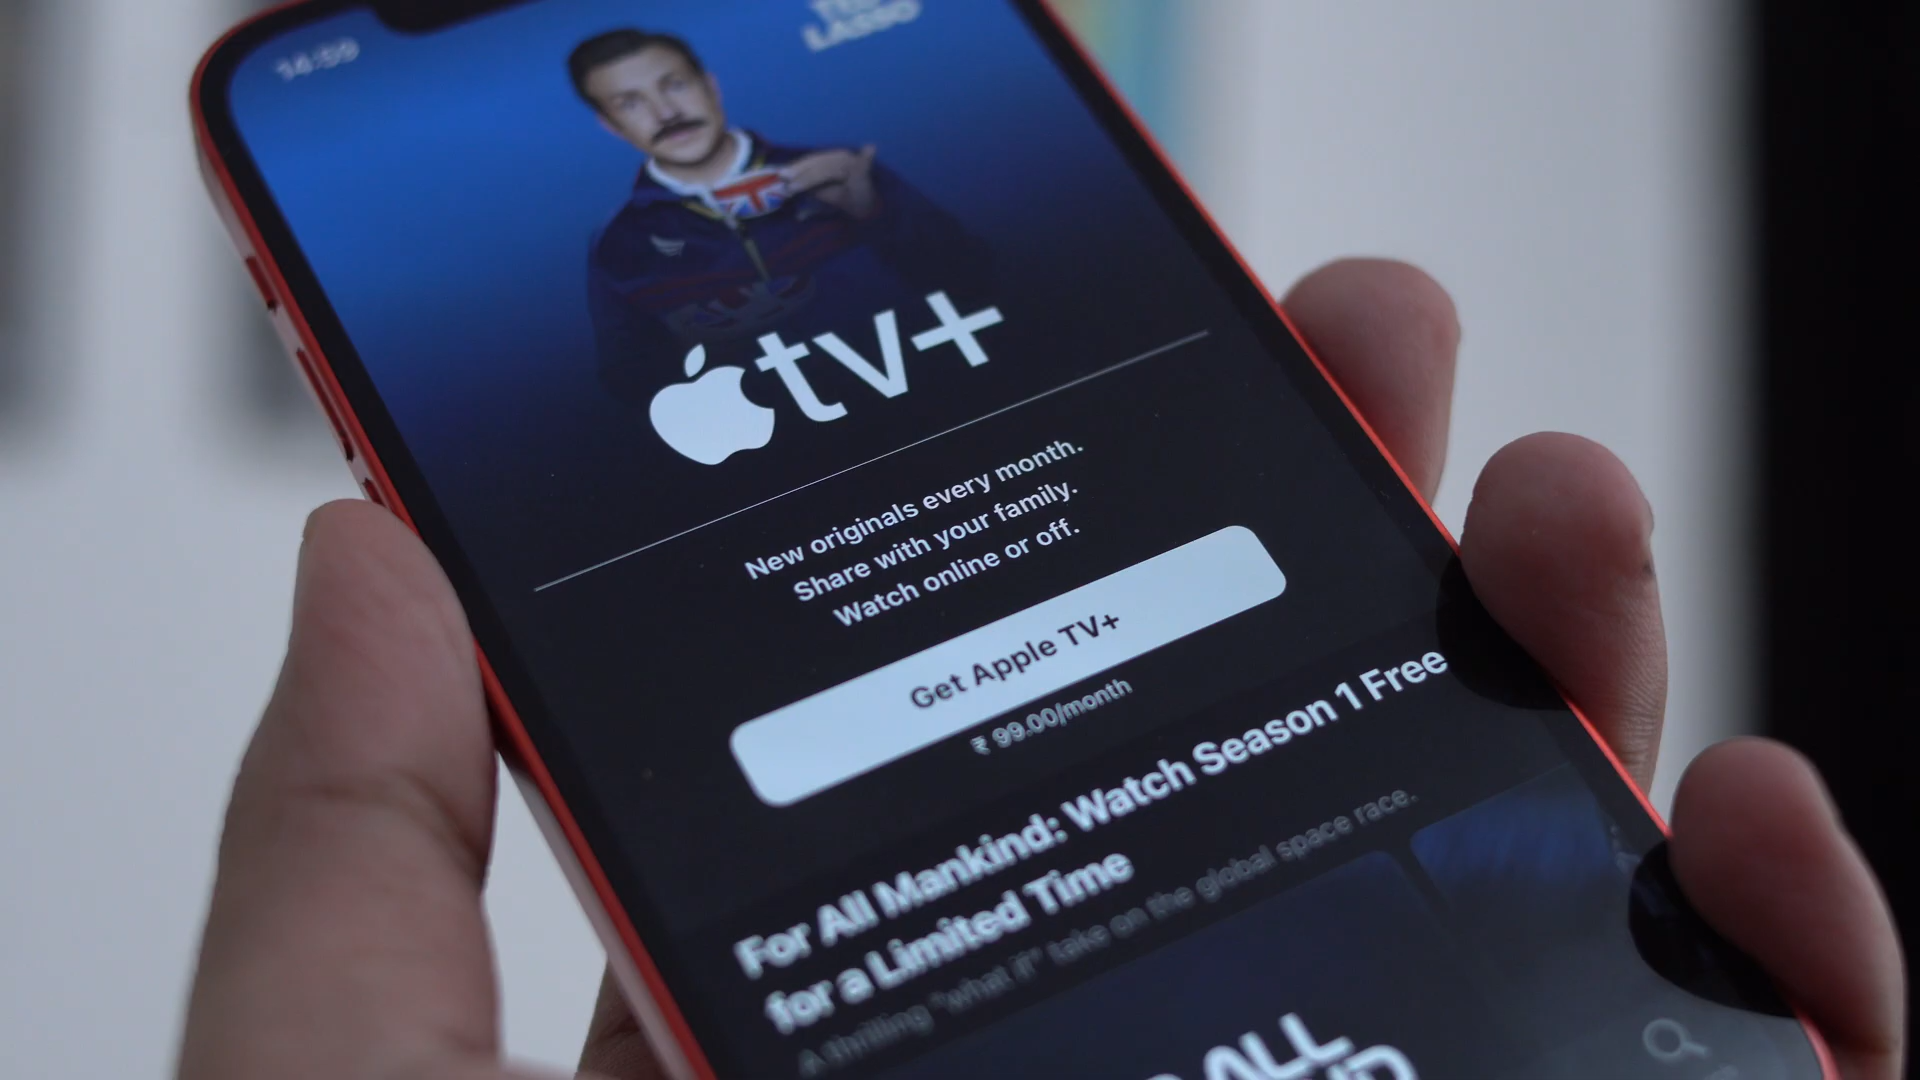 14:59
TED
LASSO
tv+
New originals every month.
Share with your family.
Watch online or off.
Get Apple TV+
₹ 99.00/month
For All Mankind: Watch Season 1 Free
for a Limited Time
A thrilling "what if" take on the global space race.
ALL